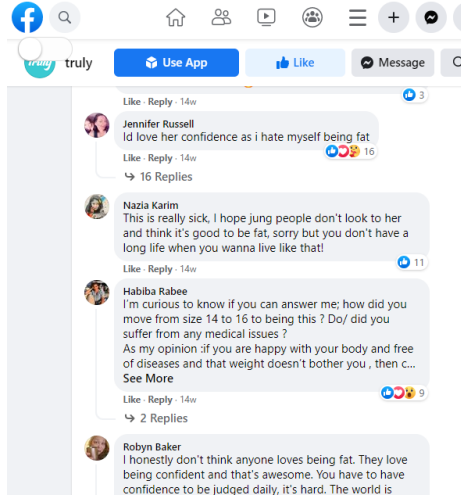 truly
truly
Use App
Like
Message
Like · Reply · 14w
3
Jennifer Russell
Id love her confidence as i hate myself being fat
16
Like · Reply · 14w
16 Replies
Nazia Karim
This is really sick, I hope jung people don't look to her
and think it's good to be fat, sorry but you don't have a
long life when you wanna live like that!
11
Like · Reply · 14w
Habiba Rabee
I'm curious to know if you can answer me; how did you
move from size 14 to 16 to being this ? Do/ did you
suffer from any medical issues ?
As my opinion :if you are happy with your body and free
of diseases and that weight doesn't bother you , then c...
See More
9
Like · Reply · 14w
2 Replies
Robyn Baker
I honestly don't think anyone loves being fat. They love
being confident and that's awesome. You have to have
confidence to be judged daily, it's hard. The world is